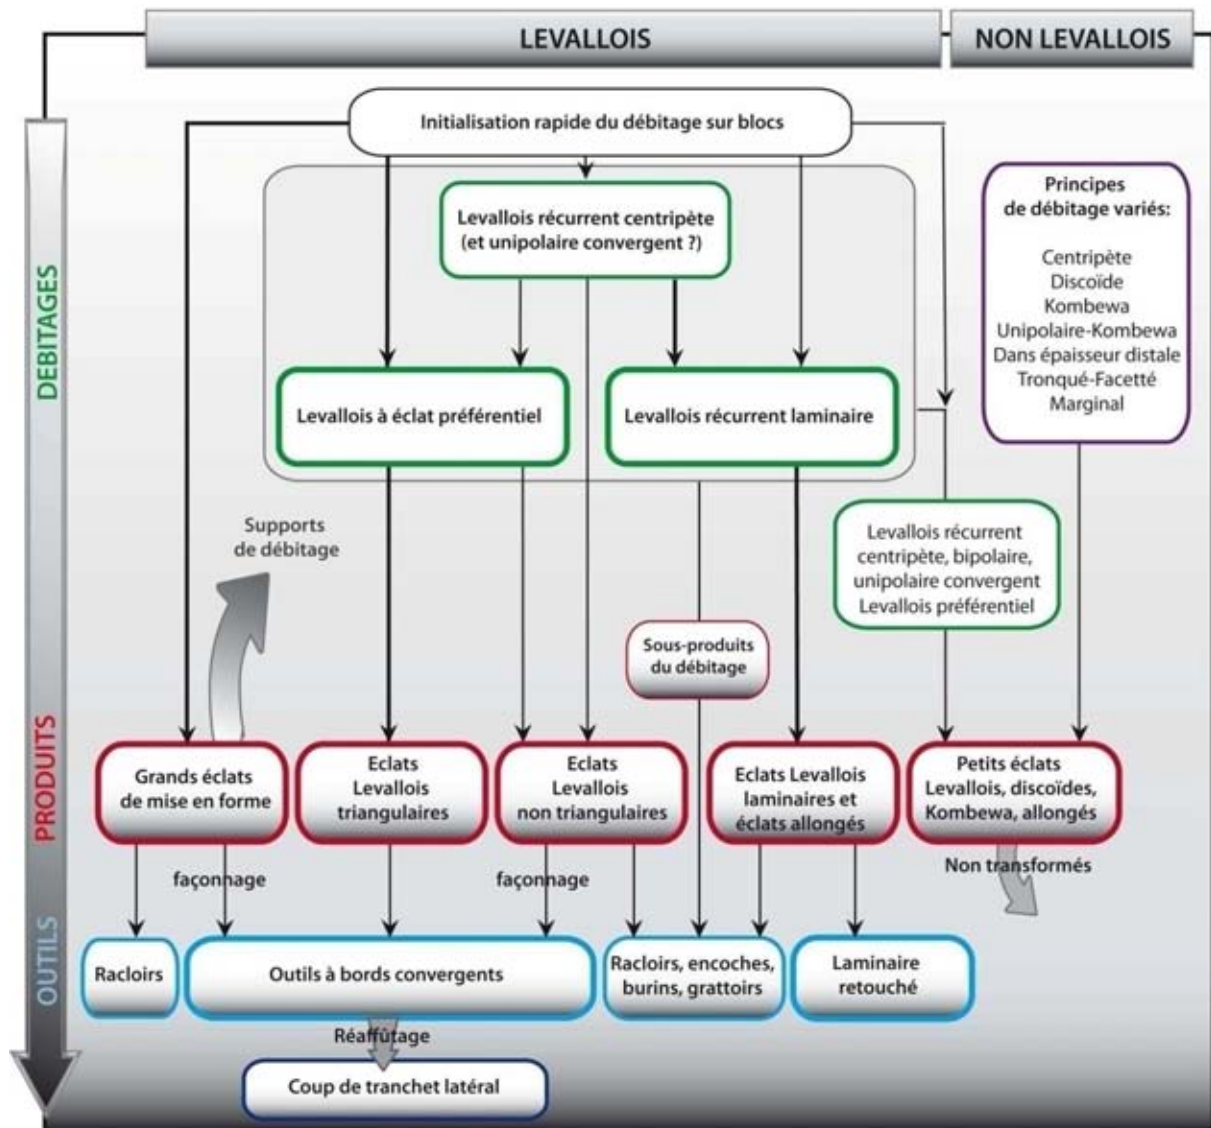 LEVALLOIS
NON LEVALLOIS
DEBITAGES
PRODUITS
OUTILS
Initialisation rapide du débitage sur blocs
Levallois récurrent centripète
(et unipolaire convergent ?)
Principes
de débitage variés:
Centripète
Discoïde
Kombewa
Unipolaire-Kombewa
Dans épaisseur distale
Tronqué-Facetté
Marginal
Levallois à éclat préférentiel
Levallois récurrent laminaire
Supports
de débitage
Levallois récurrent
centripète, bipolaire,
unipolaire convergent
Levallois préférentiel
Sous-produits
du débitage
Grands éclats
de mise en forme
Eclats
Levallois
triangulaires
Eclats
Levallois
non triangulaires
Eclats Levallois
laminaires et
éclats allongés
Petits éclats
Levallois, discoïdes,
Kombewa, allongés
façonnage
façonnage
Non transformés
Racloirs
Outils à bords convergents
Racloirs, encoches,
burins, grattoirs
Laminaire
retouché
Réaffûtage
Coup de tranchet latéral